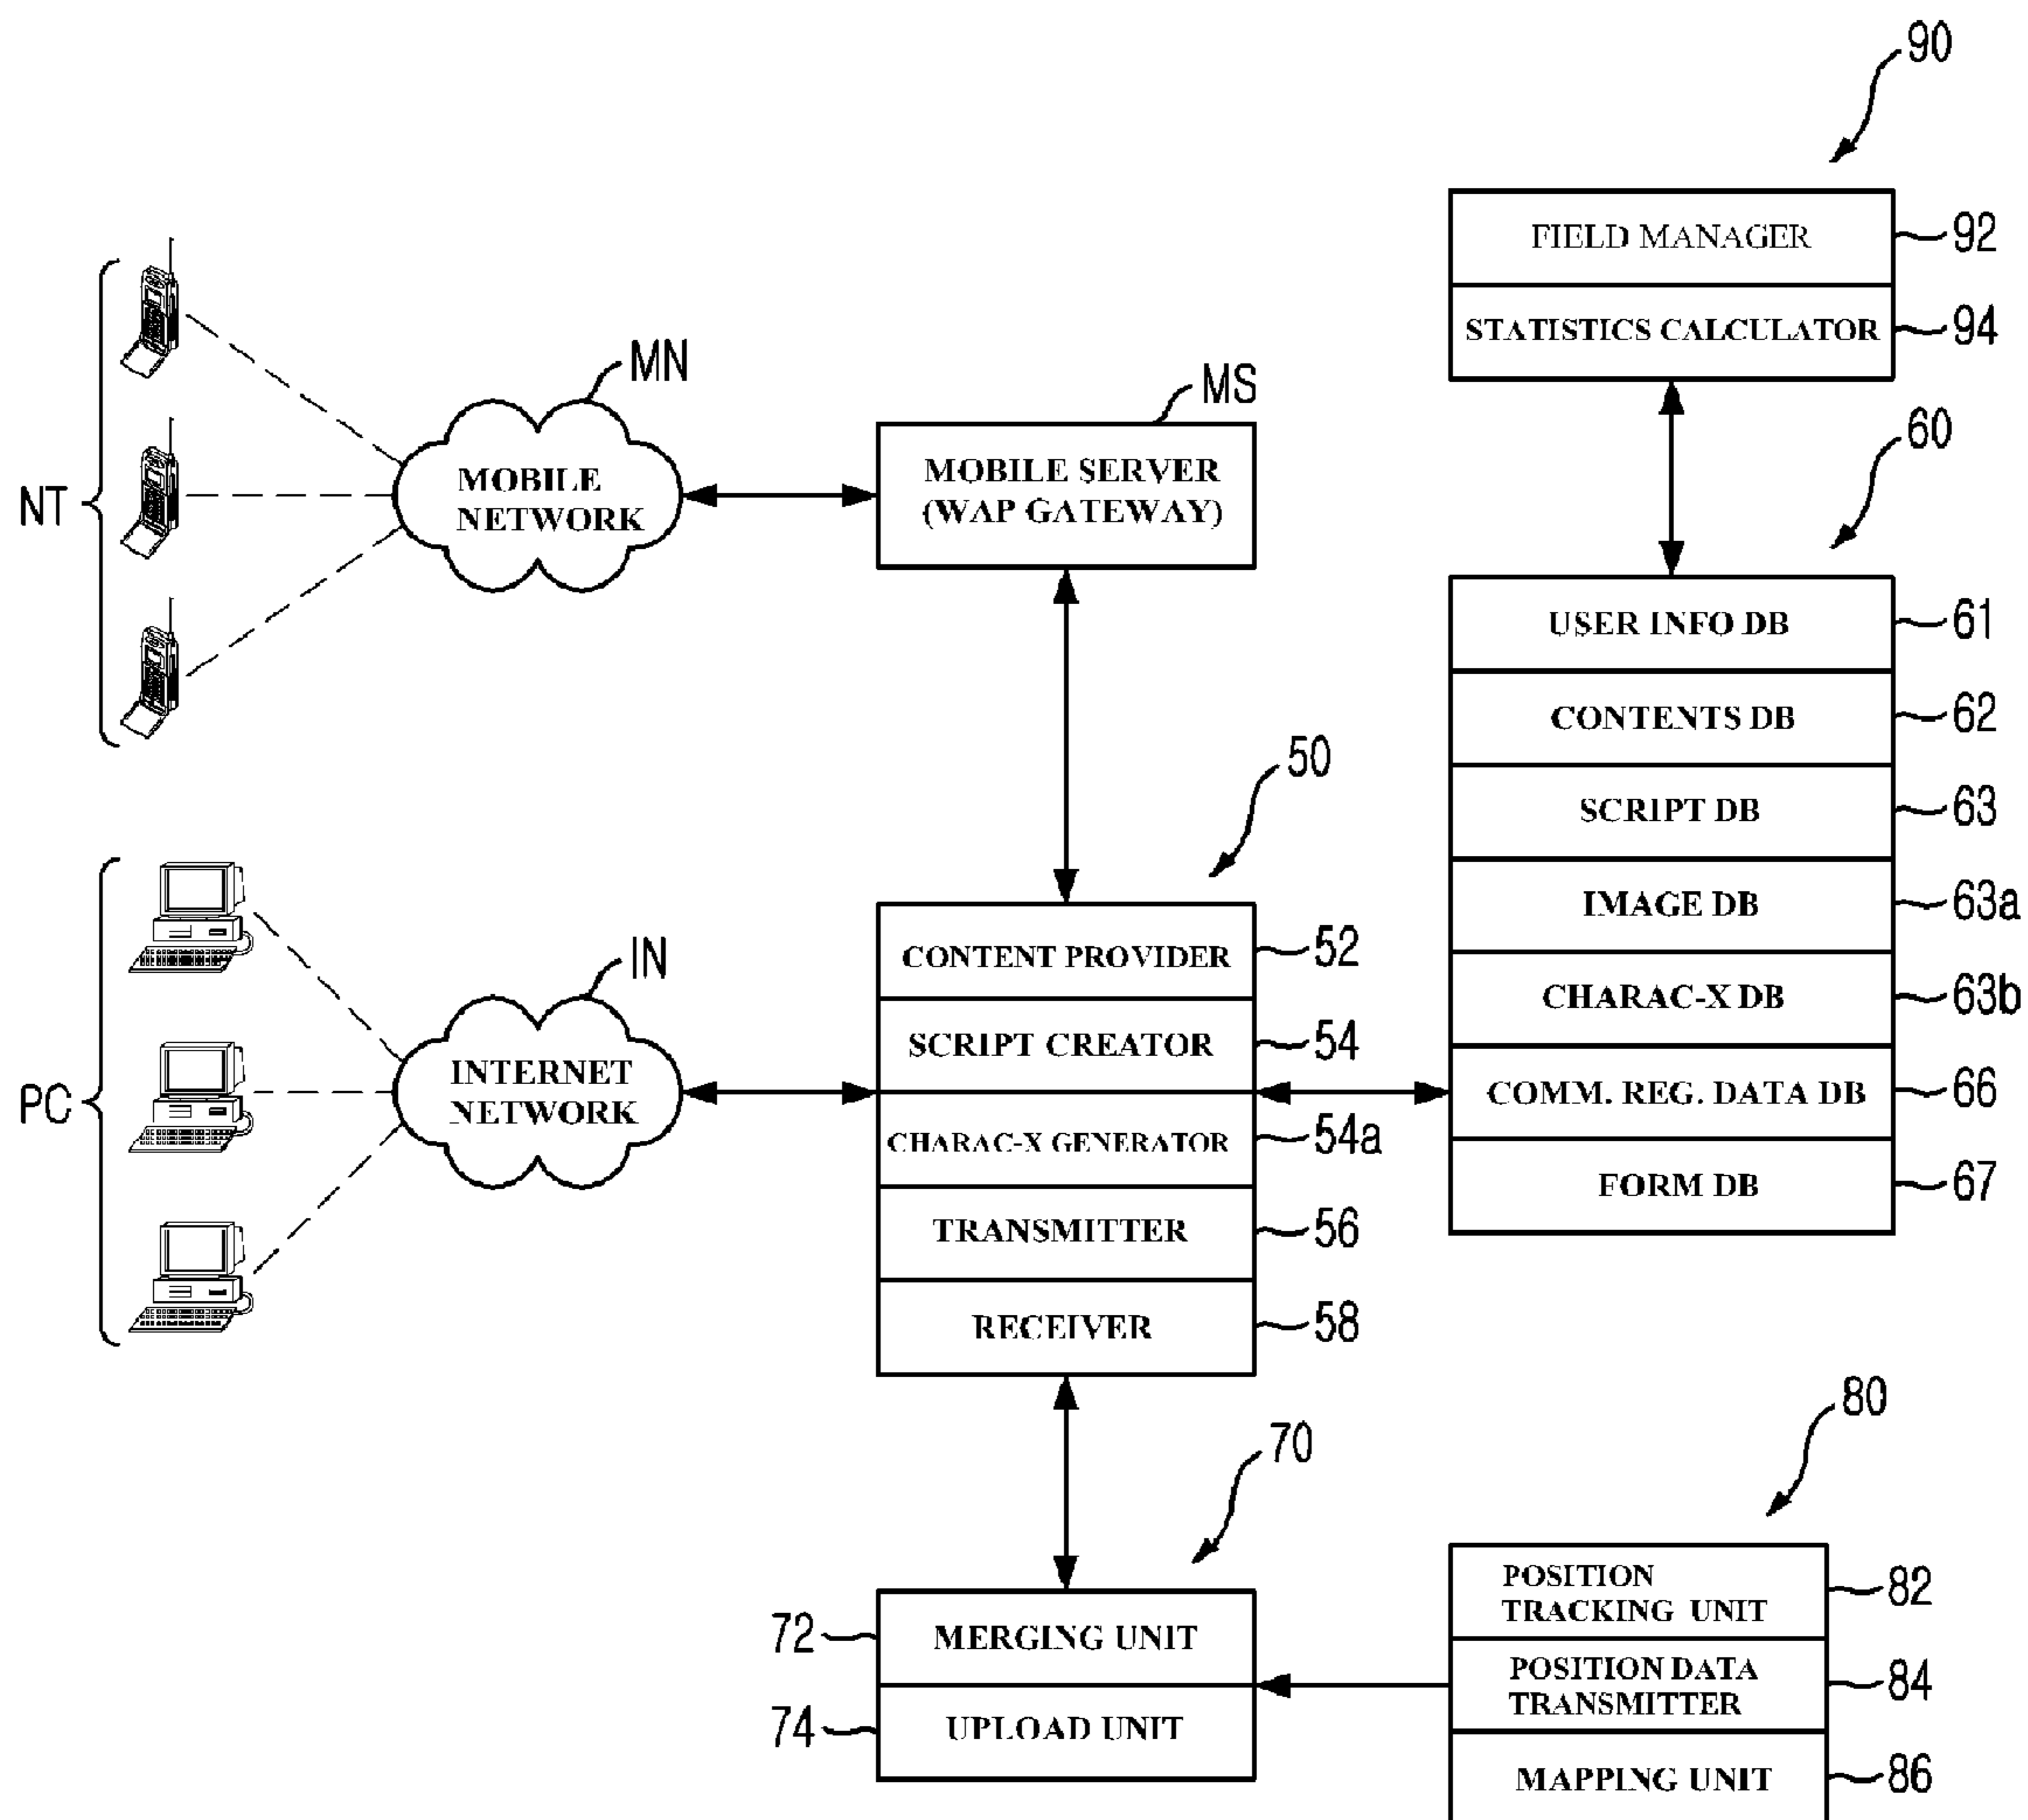 90
FIELD MANAGER
92
STATISTICS CALCULATOR
94
NT
MN
MOBILE
NETWORK
MS
MOBILE SERVER
(WAP GATEWAY)
60
USER INFO DB
61
CONTENTS DB
62
SCRIPT DB
63
IMAGE DB
63a
CHARAC-X DB
63b
COMM. REG. DATA DB
66
FORM DB
67
PC
IN
INTERNET
NETWORK
50
CONTENT PROVIDER
52
SCRIPT CREATOR
54
CHARAC-X GENERATOR
54a
TRANSMITTER
56
RECEIVER
58
70
72
MERGING UNIT
74
UPLOAD UNIT
80
POSITION
TRACKING UNIT
82
POSITION DATA
TRANSMITTER
84
MAPPING UNIT
86